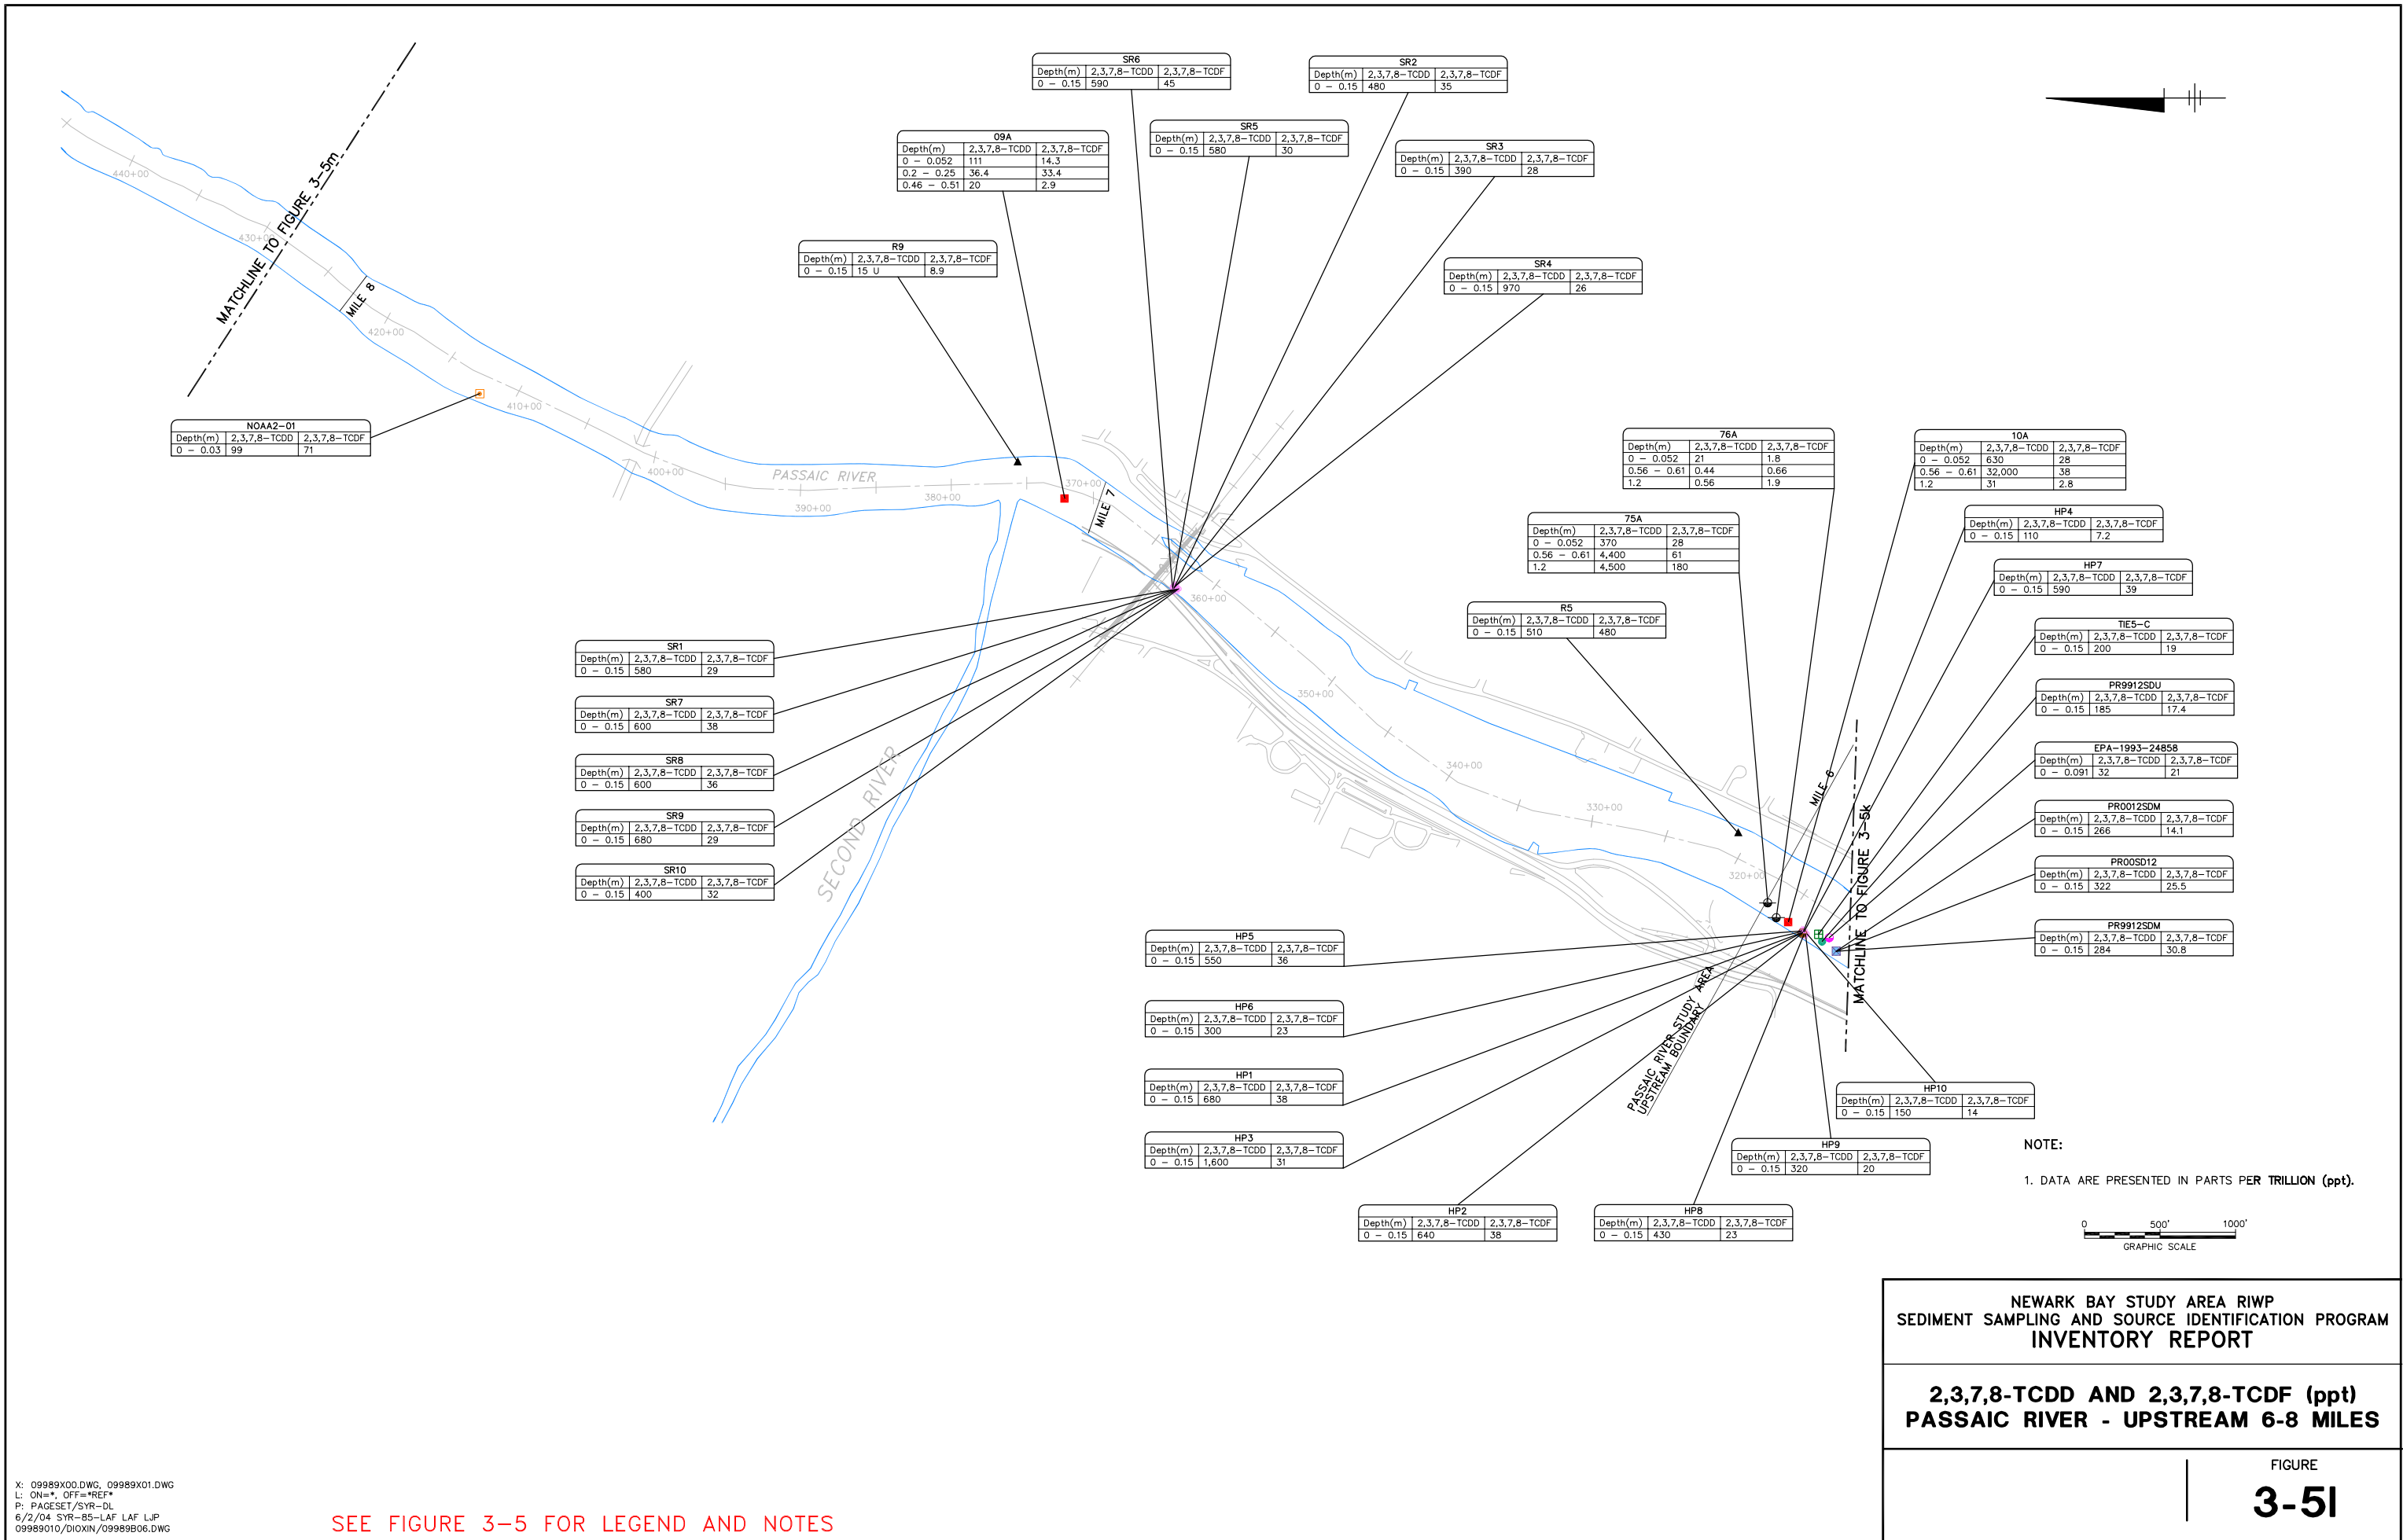 SR6
Depth(m) 2,3,7,8-TCDD 2,3,7,8-TCDF
0 - 0.15 590 45
SR2
Depth(m) 2,3,7,8-TCDD 2,3,7,8-TCDF
0 - 0.15 480 35
09A
Depth(m) 2,3,7,8-TCDD 2,3,7,8-TCDF
0 - 0.052 111 14.3
0.2 - 0.25 36.4 33.4
0.46 - 0.51 20 2.9
SR5
Depth(m) 2,3,7,8-TCDD 2,3,7,8-TCDF
0 - 0.15 580 30
SR3
Depth(m) 2,3,7,8-TCDD 2,3,7,8-TCDF
0 - 0.15 390 28
R9
Depth(m) 2,3,7,8-TCDD 2,3,7,8-TCDF
0 - 0.15 15 U 8.9
SR4
Depth(m) 2,3,7,8-TCDD 2,3,7,8-TCDF
0 - 0.15 970 26
MATCHLINE TO FIGURE 3-5m
440+00
430+00
MILE 8
420+00
410+00
400+00
PASSAIC RIVER
390+00
380+00
370+00
MILE 7
360+00
350+00
340+00
330+00
320+00
MILE 6
NOAA2-01
Depth(m) 2,3,7,8-TCDD 2,3,7,8-TCDF
0 - 0.03 99 71
76A
Depth(m) 2,3,7,8-TCDD 2,3,7,8-TCDF
0 - 0.052 21 1.8
0.56 - 0.61 0.44 0.66
1.2 0.56 1.9
10A
Depth(m) 2,3,7,8-TCDD 2,3,7,8-TCDF
0 - 0.052 630 28
0.56 - 0.61 32,000 38
1.2 31 2.8
75A
Depth(m) 2,3,7,8-TCDD 2,3,7,8-TCDF
0 - 0.052 370 28
0.56 - 0.61 4,400 61
1.2 4,500 180
HP4
Depth(m) 2,3,7,8-TCDD 2,3,7,8-TCDF
0 - 0.15 110 7.2
HP7
Depth(m) 2,3,7,8-TCDD 2,3,7,8-TCDF
0 - 0.15 590 39
R5
Depth(m) 2,3,7,8-TCDD 2,3,7,8-TCDF
0 - 0.15 510 480
TIE5-C
Depth(m) 2,3,7,8-TCDD 2,3,7,8-TCDF
0 - 0.15 200 19
PR9912SDU
Depth(m) 2,3,7,8-TCDD 2,3,7,8-TCDF
0 - 0.15 185 17.4
EPA-1993-24858
Depth(m) 2,3,7,8-TCDD 2,3,7,8-TCDF
0 - 0.091 32 21
PR0012SDM
Depth(m) 2,3,7,8-TCDD 2,3,7,8-TCDF
0 - 0.15 266 14.1
PR00SD12
Depth(m) 2,3,7,8-TCDD 2,3,7,8-TCDF
0 - 0.15 322 25.5
PR9912SDM
Depth(m) 2,3,7,8-TCDD 2,3,7,8-TCDF
0 - 0.15 284 30.8
MATCHLINE TO FIGURE 3-5k
SR1
Depth(m) 2,3,7,8-TCDD 2,3,7,8-TCDF
0 - 0.15 580 29
SR7
Depth(m) 2,3,7,8-TCDD 2,3,7,8-TCDF
0 - 0.15 600 38
SR8
Depth(m) 2,3,7,8-TCDD 2,3,7,8-TCDF
0 - 0.15 600 36
SR9
Depth(m) 2,3,7,8-TCDD 2,3,7,8-TCDF
0 - 0.15 680 29
SR10
Depth(m) 2,3,7,8-TCDD 2,3,7,8-TCDF
0 - 0.15 400 32
SECOND RIVER
HP5
Depth(m) 2,3,7,8-TCDD 2,3,7,8-TCDF
0 - 0.15 550 36
HP6
Depth(m) 2,3,7,8-TCDD 2,3,7,8-TCDF
0 - 0.15 300 23
HP1
Depth(m) 2,3,7,8-TCDD 2,3,7,8-TCDF
0 - 0.15 680 38
HP3
Depth(m) 2,3,7,8-TCDD 2,3,7,8-TCDF
0 - 0.15 1,600 31
PASSAIC RIVER STUDY AREA
UPSTREAM BOUNDARY
HP10
Depth(m) 2,3,7,8-TCDD 2,3,7,8-TCDF
0 - 0.15 150 14
HP9
Depth(m) 2,3,7,8-TCDD 2,3,7,8-TCDF
0 - 0.15 320 20
HP2
Depth(m) 2,3,7,8-TCDD 2,3,7,8-TCDF
0 - 0.15 640 38
HP8
Depth(m) 2,3,7,8-TCDD 2,3,7,8-TCDF
0 - 0.15 430 23
NOTE:
1. DATA ARE PRESENTED IN PARTS PER TRILLION (ppt).
0 500' 1000'
GRAPHIC SCALE
NEWARK BAY STUDY AREA RIWP
SEDIMENT SAMPLING AND SOURCE IDENTIFICATION PROGRAM
INVENTORY REPORT
2,3,7,8-TCDD AND 2,3,7,8-TCDF (ppt)
PASSAIC RIVER - UPSTREAM 6-8 MILES
FIGURE
3-5l
X: 09989X00.DWG, 09989X01.DWG
L: ON=*, OFF=*REF*
P: PAGESET/SYR-DL
6/2/04 SYR-85-LAF LAF LJP
09989010/DIOXIN/09989B06.DWG
SEE FIGURE 3-5 FOR LEGEND AND NOTES